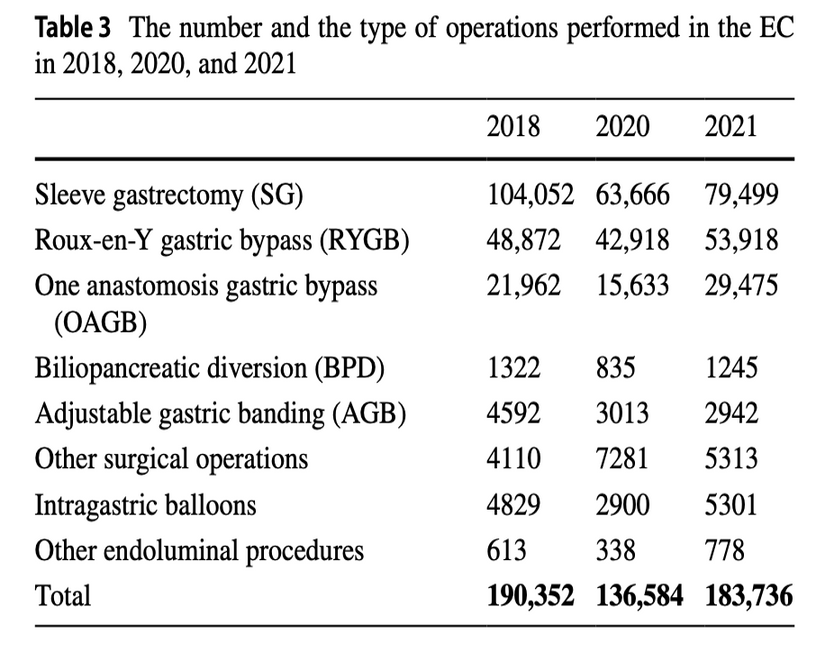 Table 3 The number and the type of operations performed in the EC
in 2018, 2020, and 2021
2018 2020 2021
Sleeve gastrectomy (SG) 104,052 63,666 79,499
Roux-en-Y gastric bypass (RYGB) 48,872 42,918 53,918
One anastomosis gastric bypass 21,962 15,633 29,475
(OAGB)
Biliopancreatic diversion (BPD) 1322 835 1245
Adjustable gastric banding (AGB) 4592 3013 2942
Other surgical operations 4110 7281 5313
Intragastric balloons 4829 2900 5301
Other endoluminal procedures 613 338 778
Total 190,352 136,584 183,736